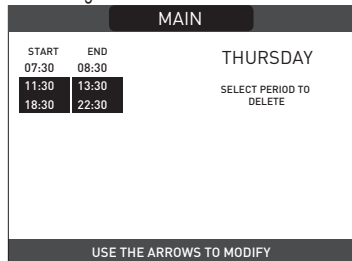 MAIN
START END
07:30 08:30
11:30 13:30
18:30 22:30
THURSDAY
SELECT PERIOD TO
DELETE
USE THE ARROWS TO MODIFY